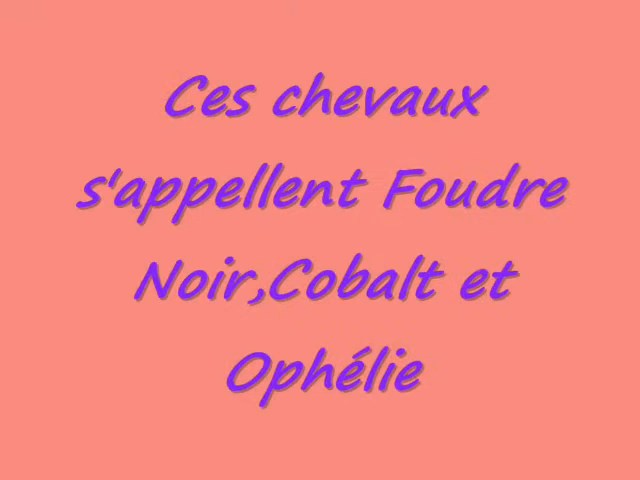 Ces chevaux
s'appellent Foudre
Noir,Cobalt et
Ophélie